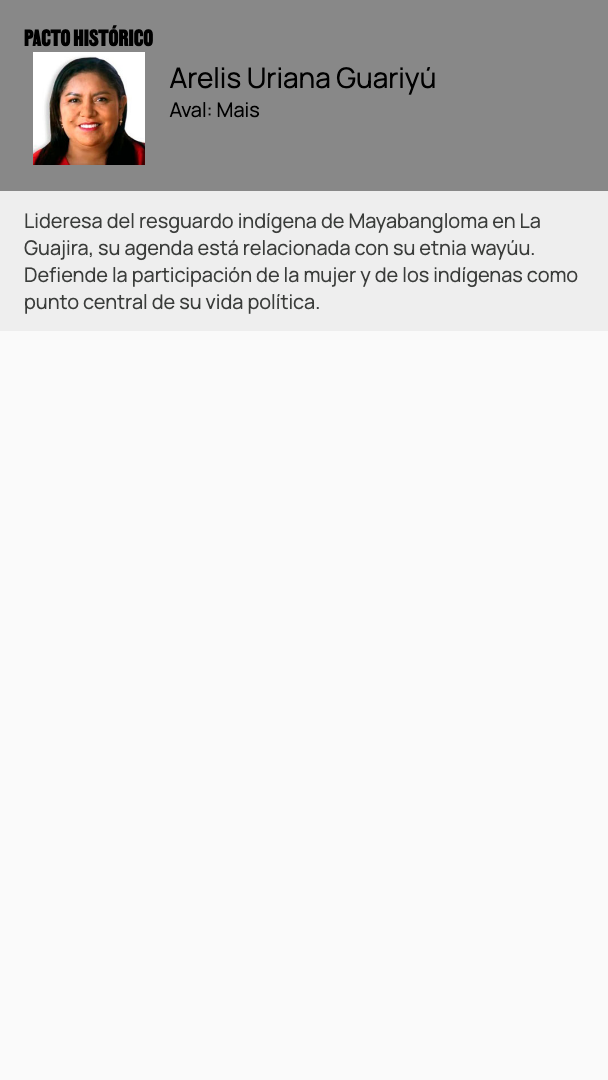 PACTO HISTÓRICO
Arelis Uriana Guariyú
Aval: Mais
Lideresa del resguardo indígena de Mayabangloma en La
Guajira, su agenda está relacionada con su etnia wayúu.
Defiende la participación de la mujer y de los indígenas como
punto central de su vida política.